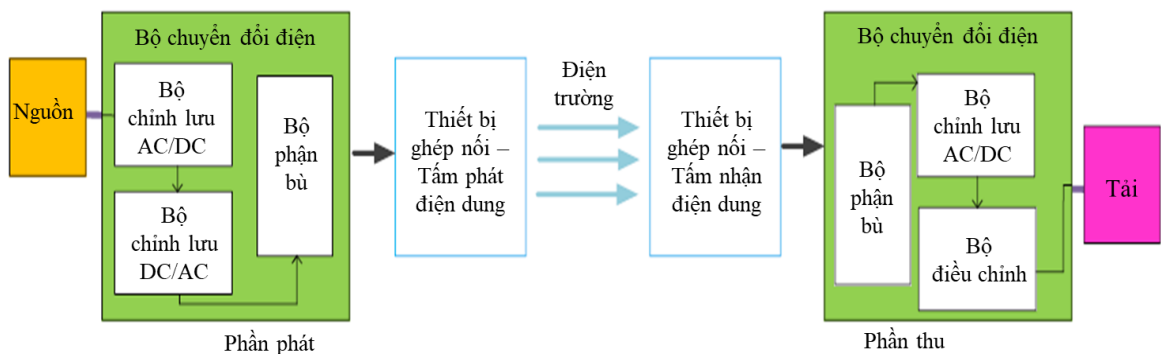 Nguồn
Bộ chuyển đổi điện
Bộ
chỉnh lưu
AC/DC
Bộ
chỉnh lưu
DC/AC
Bộ
phận
bù
Phần phát
Thiết bị
ghép nối –
Tấm phát
điện dung
Điện
trường
Thiết bị
ghép nối –
Tấm nhận
điện dung
Bộ chuyển đổi điện
Bộ
phận
bù
Bộ
chỉnh lưu
AC/DC
Bộ
điều chỉnh
Phần thu
Tải